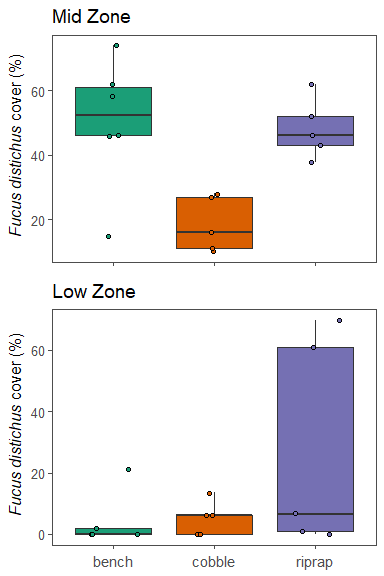 Mid Zone
Fucus distichus cover (%)
60
40
20
Low Zone
Fucus distichus cover (%)
60
40
20
0
bench cobble riprap